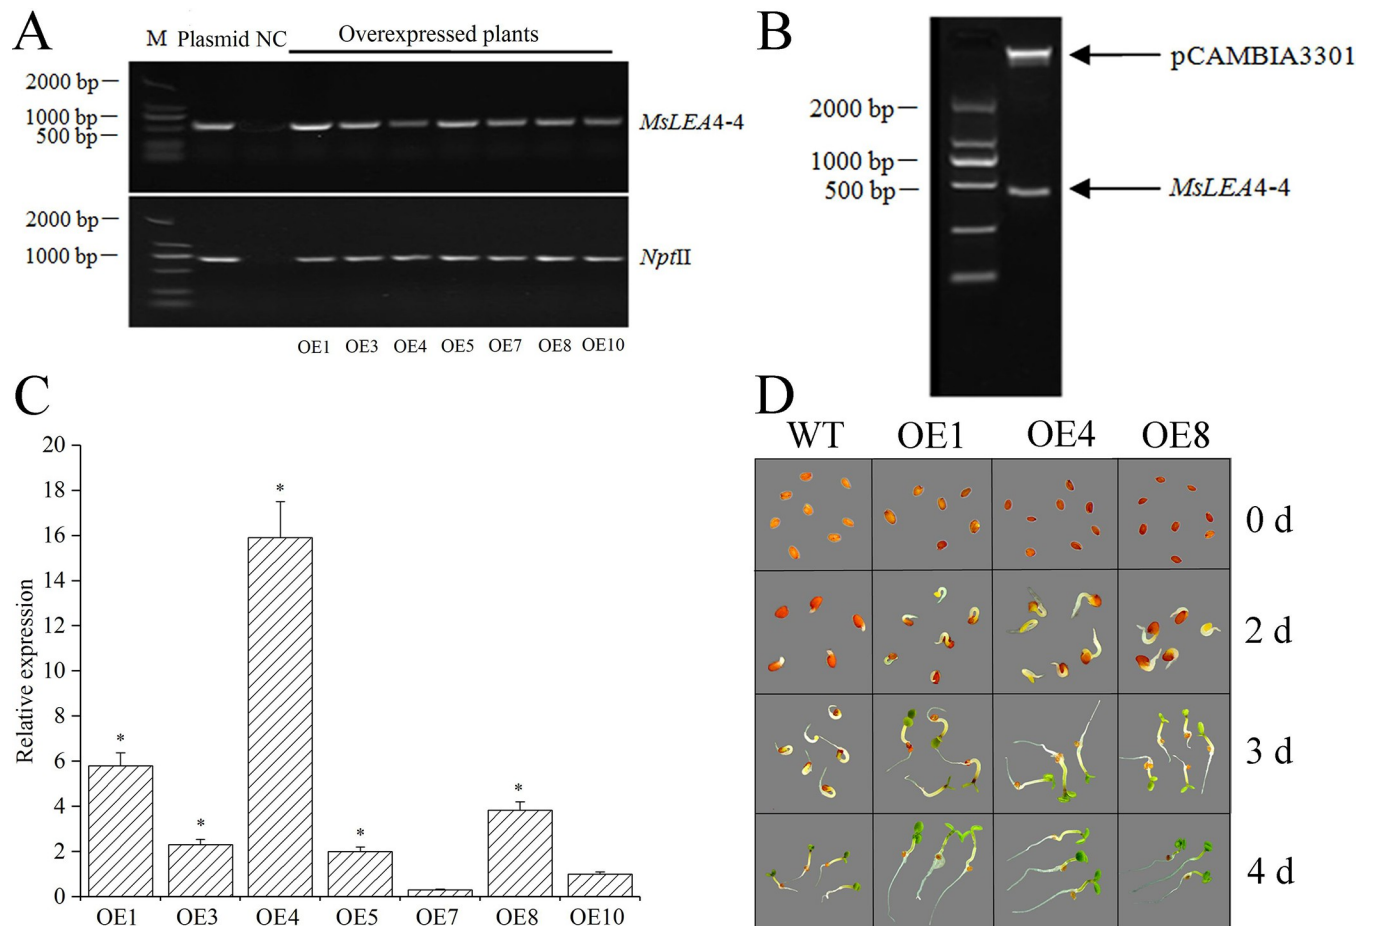 A
M Plasmid NC Overexpressed plants
2000 bp
1000 bp
500 bp
MsLEA4-4
2000 bp
1000 bp
NptII
OE1 OE3 OE4 OE5 OE7 OE8 OE10
B
pCAMBIA3301
2000 bp
1000 bp
500 bp
MsLEA4-4
C
Relative expression
20
18
16
14
12
10
8
6
4
2
0
* * * * *
OE1 OE3 OE4 OE5 OE7 OE8 OE10
D
WT OE1 OE4 OE8
0 d
2 d
3 d
4 d